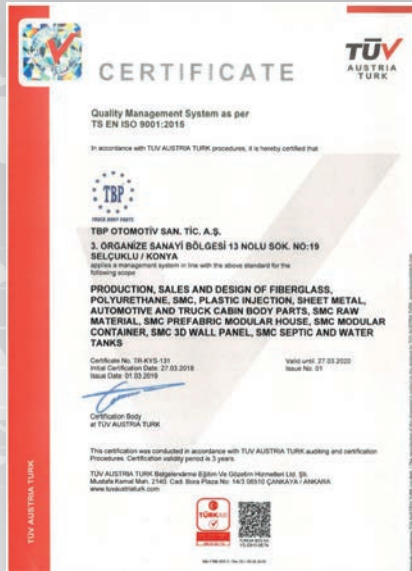 TÜV
AUSTRIA
TURK
CERTIFICATE
Quality Management System as per
TS EN ISO 9001:2015
In accordance with TUV AUSTRIA TURK procedures, it is hereby certified that
TBP
TRUCK BODY PARTS
TBP OTOMOTİV SAN. TİC. A.Ş.
3. ORGANİZE SANAYİ BÖLGESİ 13 NOLU SOK. NO:19
SELÇUKLU / KONYA
applies a management system in line with the above standard for the
following scope
PRODUCTION, SALES AND DESIGN OF FIBERGLASS,
POLYURETHANE, SMC, PLASTIC INJECTION, SHEET METAL,
AUTOMOTIVE AND TRUCK CABIN BODY PARTS, SMC RAW
MATERIAL, SMC PREFABRIC MODULAR HOUSE, SMC MODULAR
CONTAINER, SMC 3D WALL PANEL, SMC SEPTIC AND WATER
TANKS
Certificate No. TR-KYS-131
Valid until: 27.03.2020
Initial Certification Date: 27.03.2018
Issue No. 01
Issue Date: 01.03.2019
Certification Body
at TÜV AUSTRIA TURK
This certification was conducted in accordance with TUV AUSTRIA TURK auditing and certification
Procedures. Certification validity period is 3 years.
TÜV AUSTRIA TURK Belgelendirme Eğitim Ve Gözetim Hizmetleri Ltd. Şti.
Mustafa Kemal Mah. 2140. Cad. Bora Plaza No: 14/3 06510 ÇANKAYA / ANKARA
www.tuvaustriaturk.com
TÜRKAK
TÜV AUSTRIA TURK